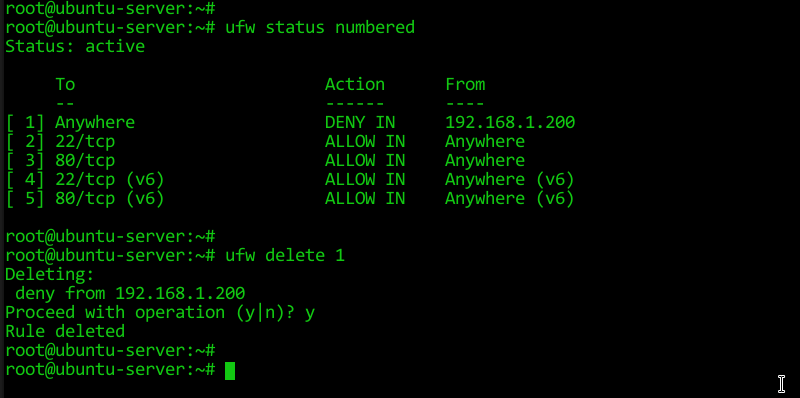 root@ubuntu-server:~#
root@ubuntu-server:~# ufw status numbered
Status: active
To Action From
-- ------ ----
[ 1] Anywhere DENY IN 192.168.1.200
[ 2] 22/tcp ALLOW IN Anywhere
[ 3] 80/tcp ALLOW IN Anywhere
[ 4] 22/tcp (v6) ALLOW IN Anywhere (v6)
[ 5] 80/tcp (v6) ALLOW IN Anywhere (v6)
root@ubuntu-server:~#
root@ubuntu-server:~# ufw delete 1
Deleting:
deny from 192.168.1.200
Proceed with operation (y|n)? y
Rule deleted
root@ubuntu-server:~#
root@ubuntu-server:~#